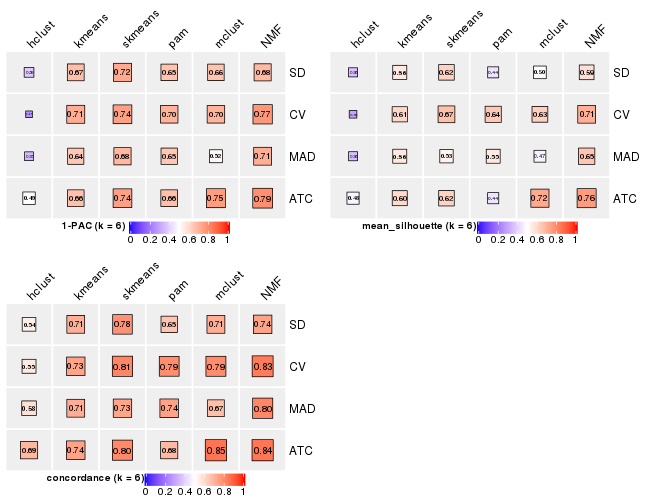 hclust kmeans skmeans pam mclust NMF
0.67 0.72 0.65 0.66 0.68 SD
0.71 0.74 0.70 0.70 0.77 CV
0.64 0.68 0.65 0.52 0.71 MAD
0.49 0.66 0.74 0.66 0.75 0.79 ATC
1-PAC (k = 6)
0 0.2 0.4 0.6 0.8 1
hclust kmeans skmeans pam mclust NMF
0.56 0.62 0.44 0.50 0.59 SD
0.61 0.67 0.64 0.63 0.71 CV
0.56 0.53 0.55 0.47 0.65 MAD
0.48 0.60 0.62 0.44 0.72 0.76 ATC
mean_silhouette (k = 6)
0 0.2 0.4 0.6 0.8 1
hclust kmeans skmeans pam mclust NMF
0.54 0.71 0.78 0.65 0.71 0.74 SD
0.55 0.73 0.81 0.79 0.79 0.83 CV
0.58 0.71 0.73 0.74 0.67 0.80 MAD
0.69 0.74 0.80 0.68 0.85 0.84 ATC
concordance (k = 6)
0 0.2 0.4 0.6 0.8 1